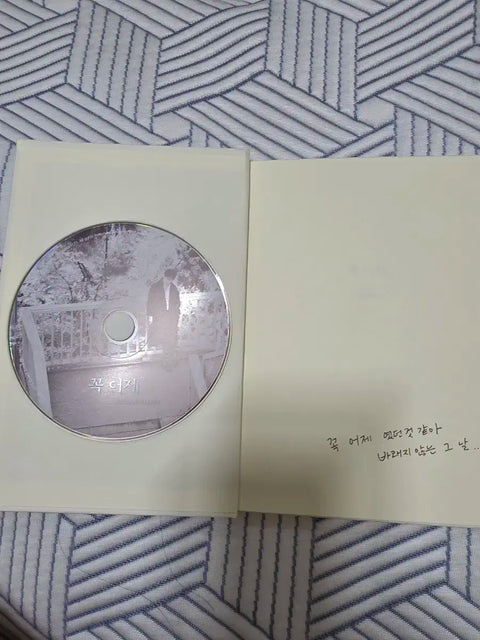 꼭 어제
꼭 어제 였던것 같아
바래지 않는 그 날..